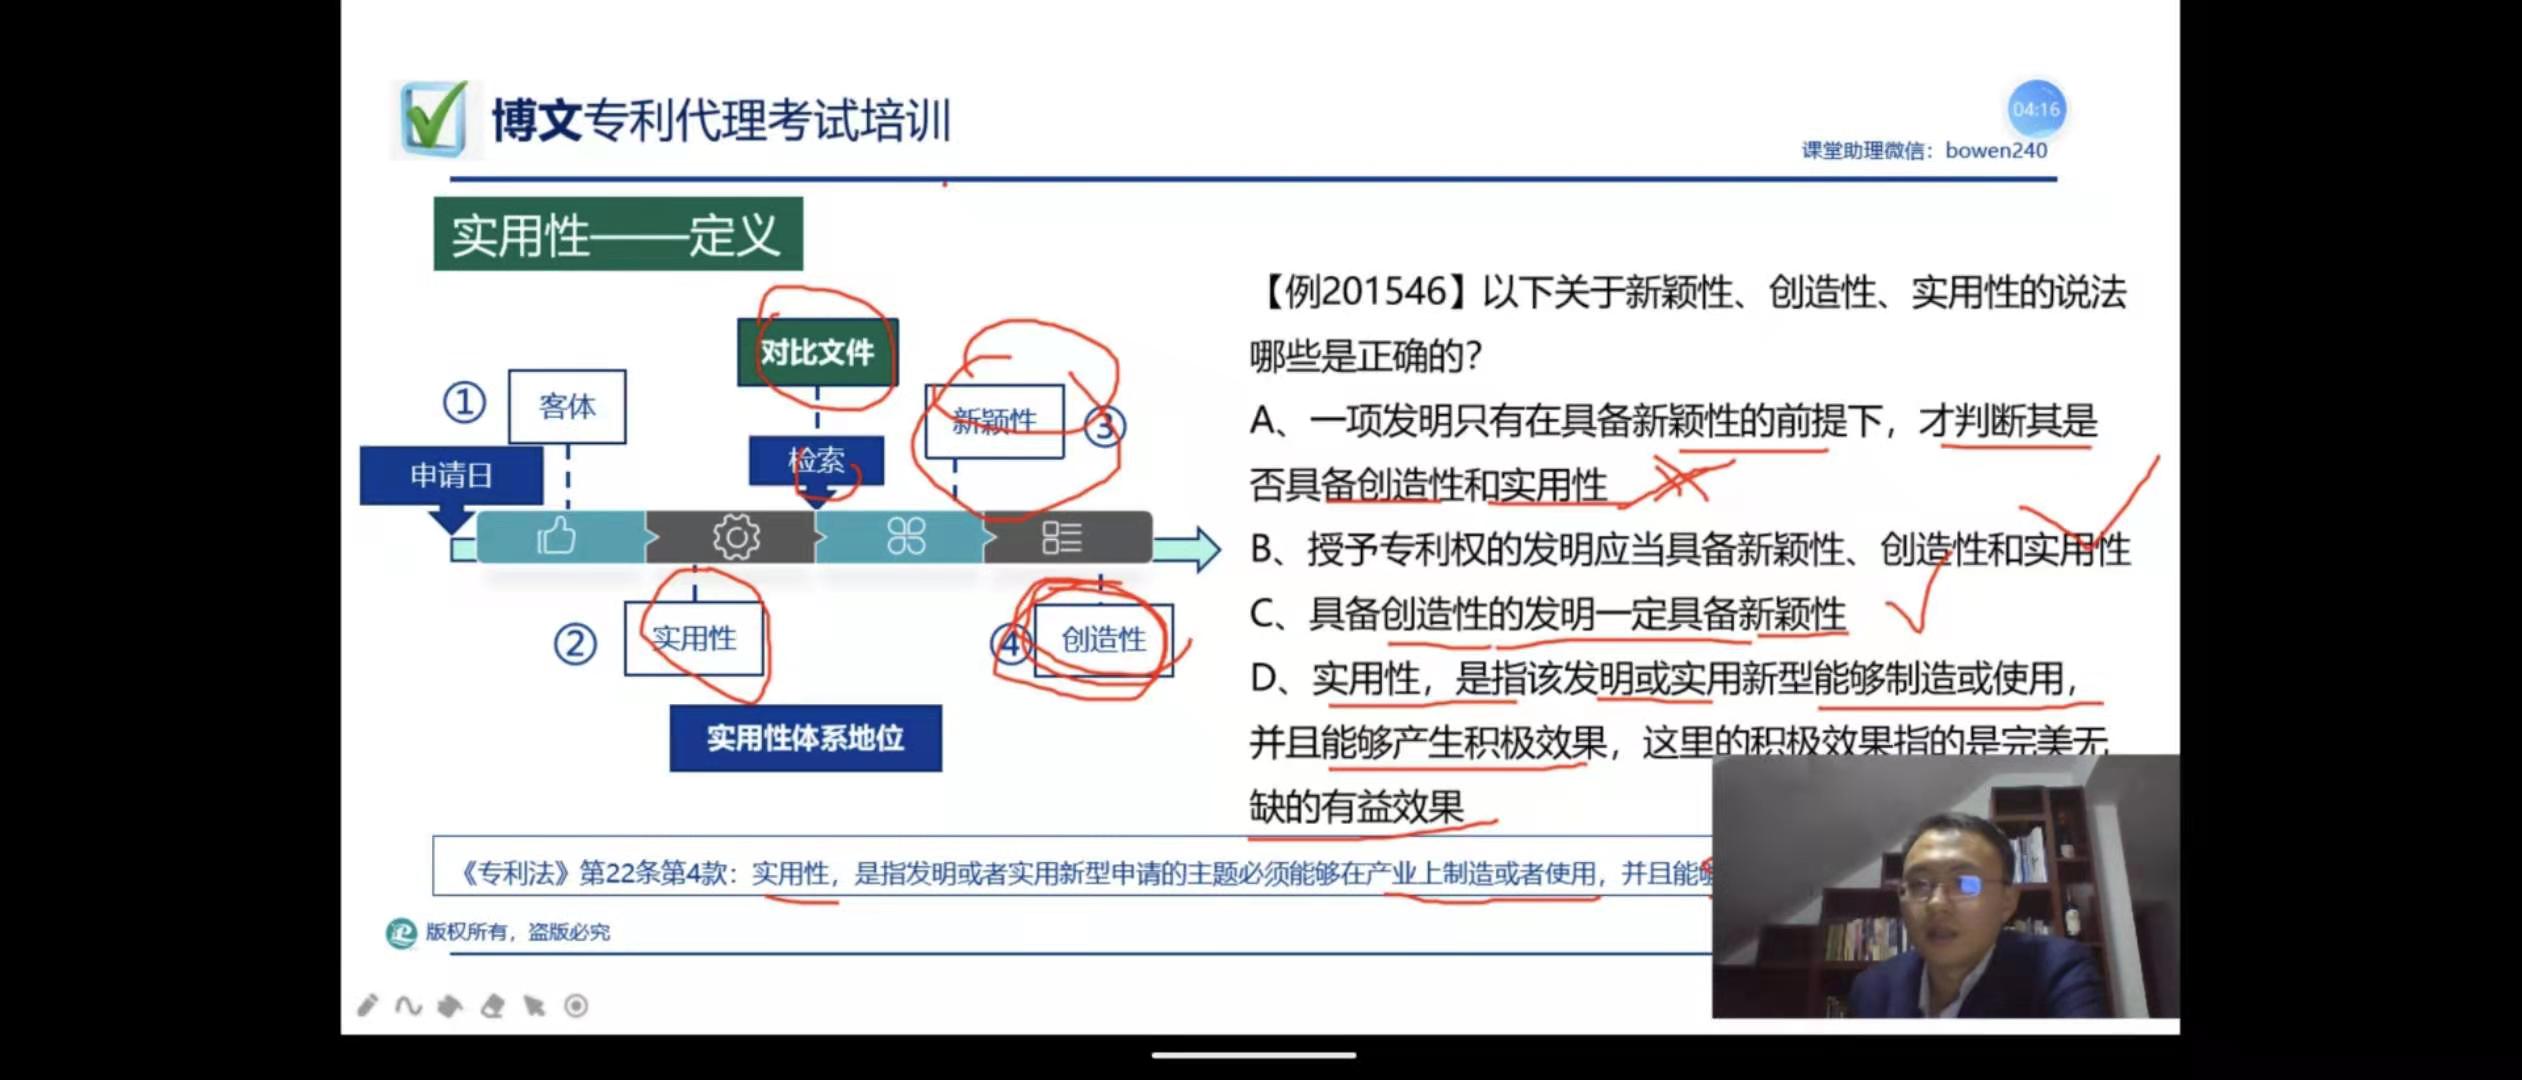 博文专利代理考试培训
04:16
课堂助理微信：bowen240
实用性——定义
对比文件
① 客体
新颖性 ③
申请日
检索
② 实用性
④ 创造性
实用性体系地位
【例201546】以下关于新颖性、创造性、实用性的说法
哪些是正确的？
A、一项发明只有在具备新颖性的前提下，才判断其是
否具备创造性和实用性
B、授予专利权的发明应当具备新颖性、创造性和实用性
C、具备创造性的发明一定具备新颖性
D、实用性，是指该发明或实用新型能够制造或使用，
并且能够产生积极效果，这里的积极效果指的是完美无
缺的有益效果
《专利法》第22条第4款：实用性，是指发明或者实用新型申请的主题必须能够在产业上制造或者使用，并且能
版权所有，盗版必究